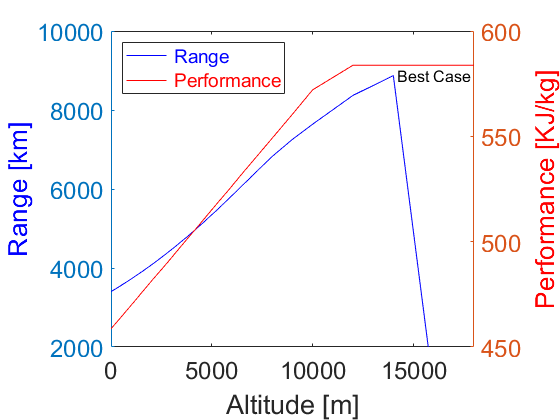 10000
8000
6000
4000
2000
Range [km]
Range
Performance
Best Case
600
550
500
450
Performance [KJ/kg]
0
5000
10000
15000
Altitude [m]